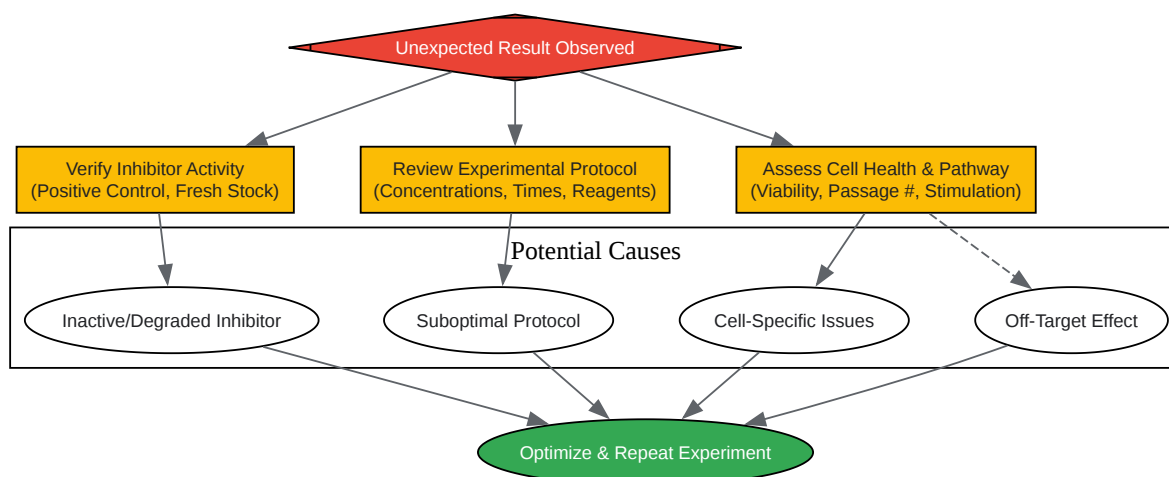 Unexpected Result Observed
Verify Inhibitor Activity
(Positive Control, Fresh Stock)
Review Experimental Protocol
(Concentrations, Times, Reagents)
Assess Cell Health & Pathway
(Viability, Passage #, Stimulation)
Potential Causes
Inactive/Degraded Inhibitor
Suboptimal Protocol
Cell-Specific Issues
Off-Target Effect
Optimize & Repeat Experiment